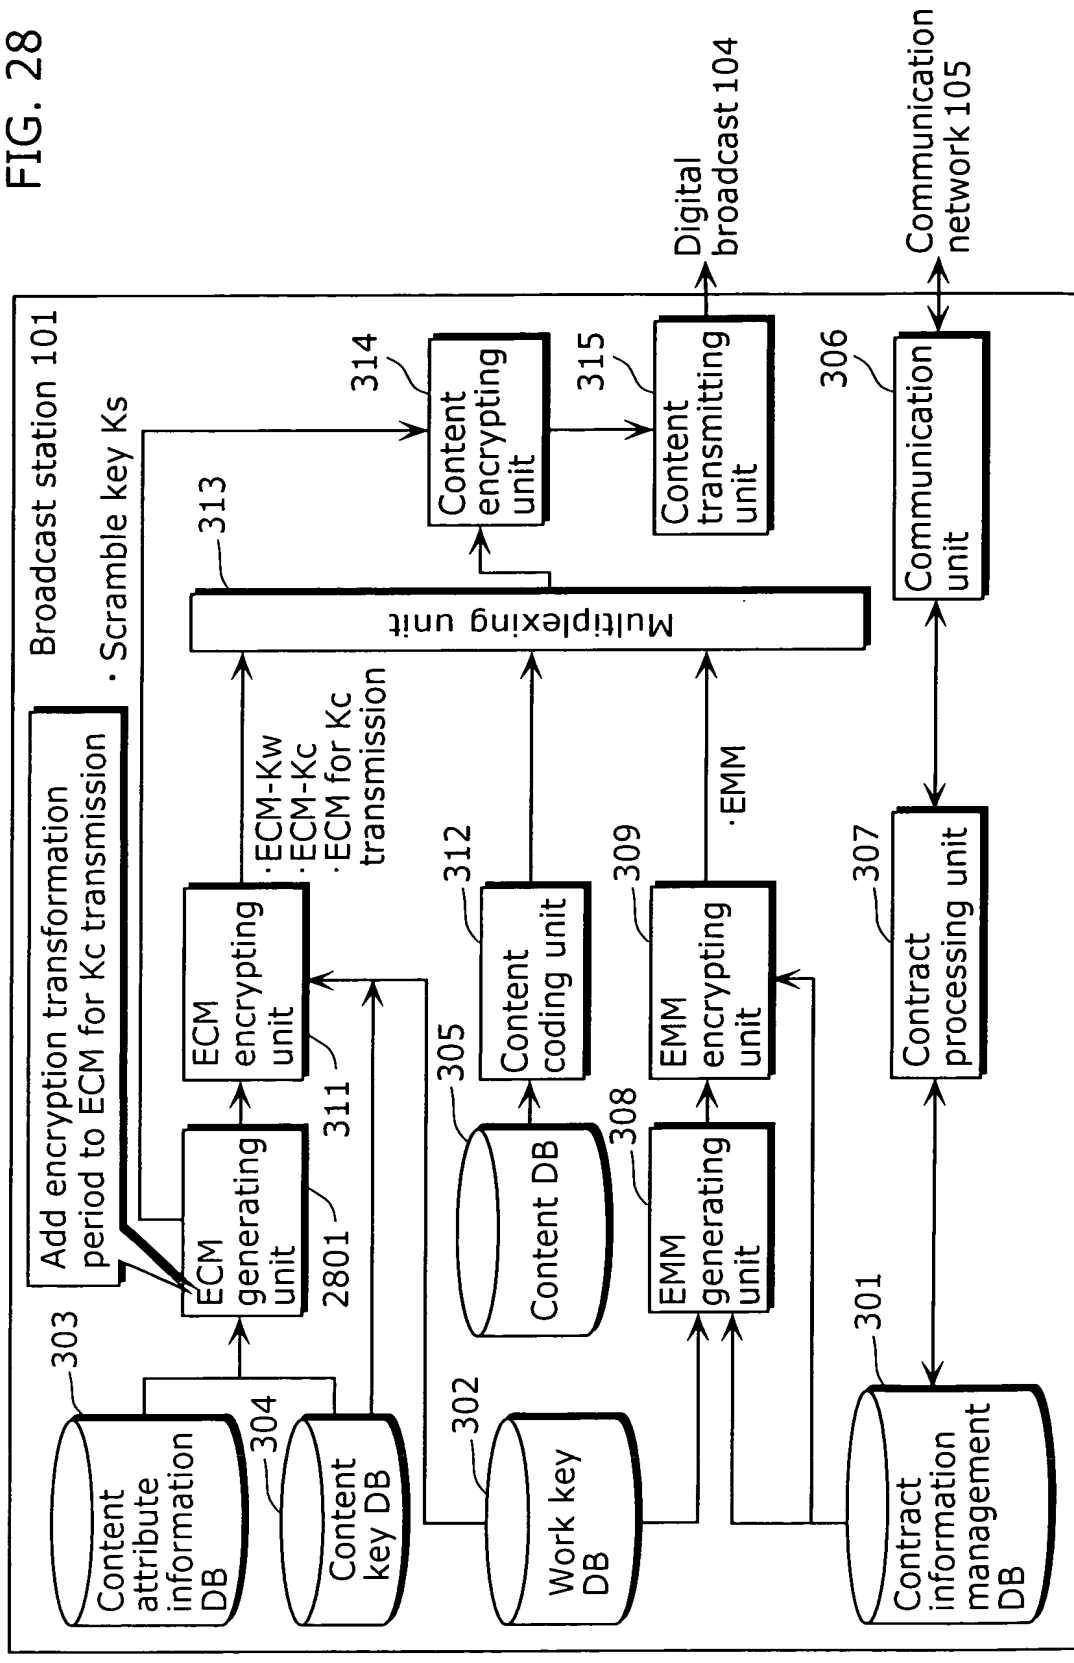 FIG. 28
Broadcast station 101
Add encryption transformation
period to ECM for Kc transmission
· Scramble key Ks
303
Content
attribute
information
DB
304
Content
key DB
ECM
generating
unit
2801
ECM
encrypting
unit
311
·ECM-Kw
·ECM-Kc
·ECM for Kc
transmission
313
Multiplexing unit
314
Content
encrypting
unit
315
Content
transmitting
unit
Digital
broadcast 104
305
Content DB
312
Content
coding unit
302
Work key
DB
308
EMM
generating
unit
309
EMM
encrypting
unit
·EMM
301
Contract
information
management
DB
307
Contract
processing unit
306
Communication
unit
Communication
network 105